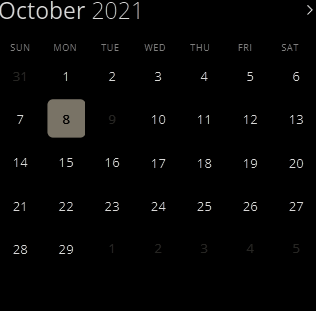 October 2021
SUN MON TUE WED THU FRI SAT
31 1 2 3 4 5 6
7 8 9 10 11 12 13
14 15 16 17 18 19 20
21 22 23 24 25 26 27
28 29 1 2 3 4 5